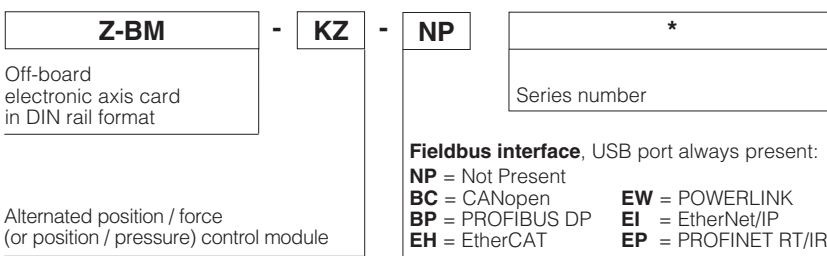 Z-BM - KZ - NP *
Off-board
electronic axis card
in DIN rail format
Series number
Alternated position / force
(or position / pressure) control module
Fieldbus interface, USB port always present:
NP = Not Present
BC = CANopen EW = POWERLINK
BP = PROFIBUS DP EI = EtherNet/IP
EH = EtherCAT EP = PROFINET RT/IR